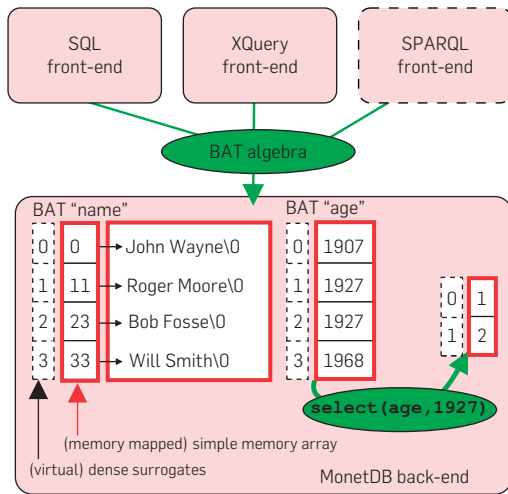 SQL
front-end
XQuery
front-end
SPARQL
front-end
BAT algebra
BAT “name”
BAT “age”
0 0 John Wayne\0 0 1907
1 11 Roger Moore\0 1 1927
2 23 Bob Fosse\0 2 1927
3 33 Will Smith\0 3 1968
0 1
1 2
select(age,1927)
(memory mapped) simple memory array
(virtual) dense surrogates
MonetDB back-end